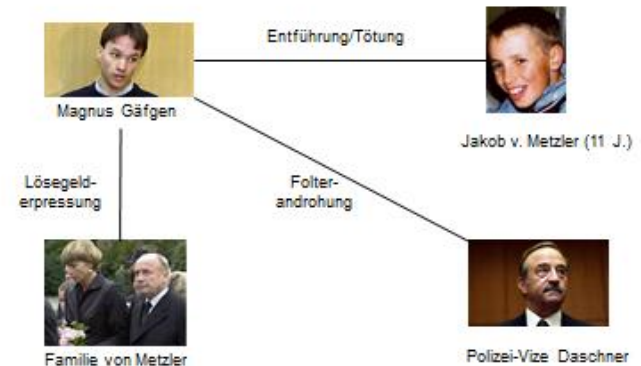 Entführung/Tötung
Magnus Gäfgen
Jakob v. Metzler (11 J.)
Lösegeld-
erpressung
Folter-
androhung
Familie von Metzler
Polizei-Vize Daschner